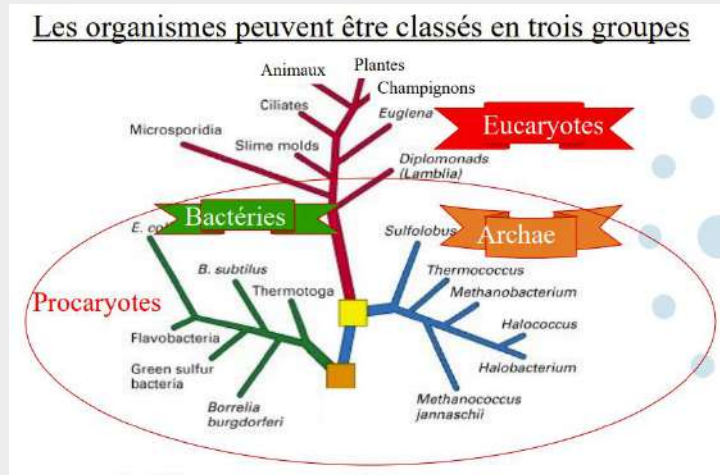 Les organismes peuvent être classés en trois groupes
Plantes
Animaux
Champignons
Ciliates
Euglena
Eucaryotes
Microsporidia
Slime molds
Diplomonads
(Lamblia)
Bactéries
E. co
Sulfolobus
Archae
B. subtilus
Thermococcus
Procaryotes
Thermotoga
Methanobacterium
Halococcus
Flavobacteria
Green sulfur
bacteria
Halobacterium
Borrelia
burgdorferi
Methanococcus
jannaschii